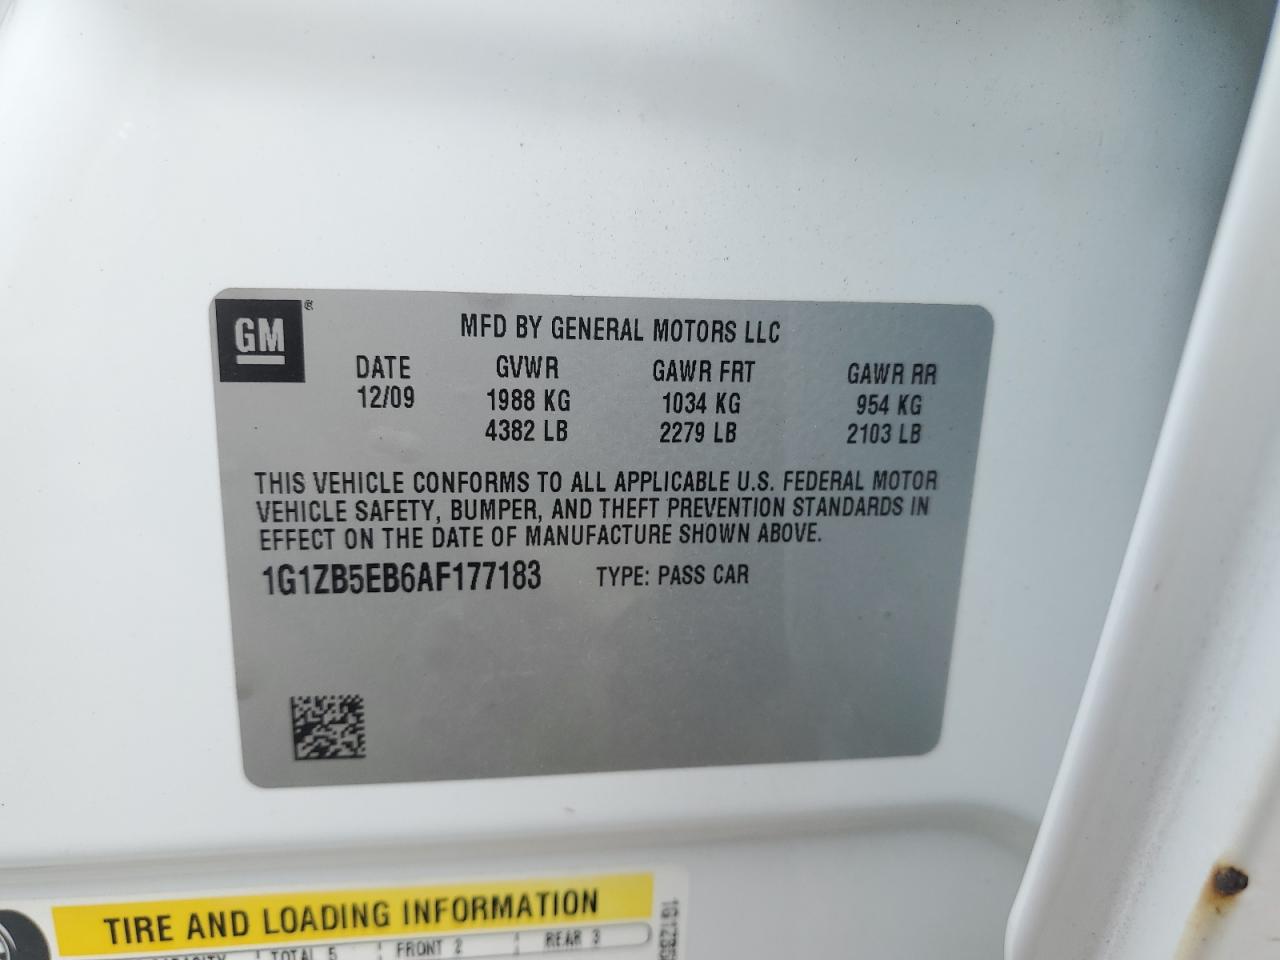 GM ®
MFD BY GENERAL MOTORS LLC
DATE GVWR GAWR FRT GAWR RR
12/09 1988 KG 1034 KG 954 KG
4382 LB 2279 LB 2103 LB
THIS VEHICLE CONFORMS TO ALL APPLICABLE U.S. FEDERAL MOTOR
VEHICLE SAFETY, BUMPER, AND THEFT PREVENTION STANDARDS IN
EFFECT ON THE DATE OF MANUFACTURE SHOWN ABOVE.
1G1ZB5EB6AF177183 TYPE: PASS CAR
TIRE AND LOADING INFORMATION
TOTAL 5 FRONT 2 REAR 3